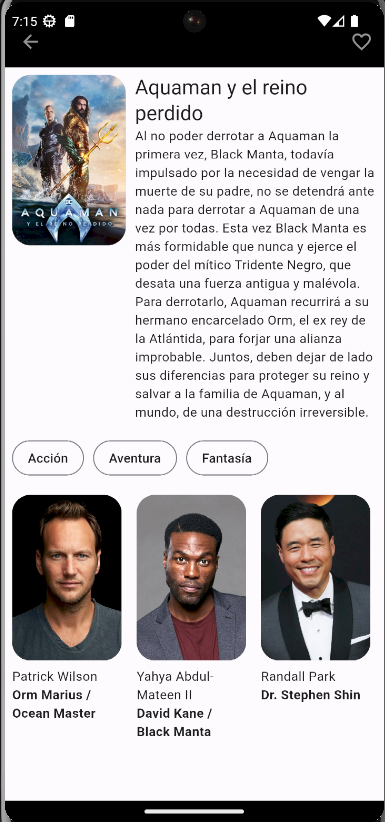 7:15
Aquaman y el reino
perdido
AQUAMAN
Y EL REINO PERDIDO
Al no poder derrotar a Aquaman la
primera vez, Black Manta, todavía
impulsado por la necesidad de vengar la
muerte de su padre, no se detendrá ante
nada para derrotar a Aquaman de una
vez por todas. Esta vez Black Manta es
más formidable que nunca y ejerce el
poder del mítico Tridente Negro, que
desata una fuerza antigua y malévola.
Para derrotarlo, Aquaman recurrirá a su
hermano encarcelado Orm, el ex rey de
la Atlántida, para forjar una alianza
improbable. Juntos, deben dejar de lado
sus diferencias para proteger su reino y
salvar a la familia de Aquaman, y al
mundo, de una destrucción irreversible.
Acción
Aventura
Fantasía
Patrick Wilson
Orm Marius /
Ocean Master
Yahya Abdul-
Mateen II
David Kane /
Black Manta
Randall Park
Dr. Stephen Shin